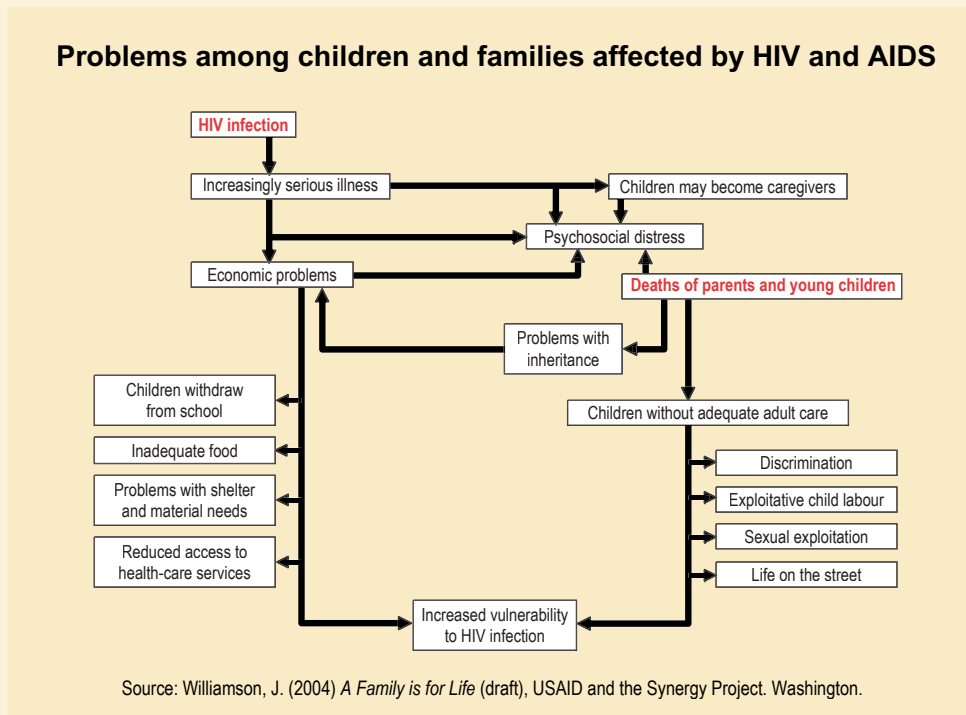 Problems among children and families affected by HIV and AIDS
HIV infection
Increasingly serious illness
Children may become caregivers
Psychosocial distress
Economic problems
Deaths of parents and young children
Problems with
inheritance
Children withdraw
from school
Inadequate food
Problems with shelter
and material needs
Reduced access to
health-care services
Children without adequate adult care
Discrimination
Exploitative child labour
Sexual exploitation
Life on the street
Increased vulnerability
to HIV infection
Source: Williamson, J. (2004) A Family is for Life (draft), USAID and the Synergy Project. Washington.